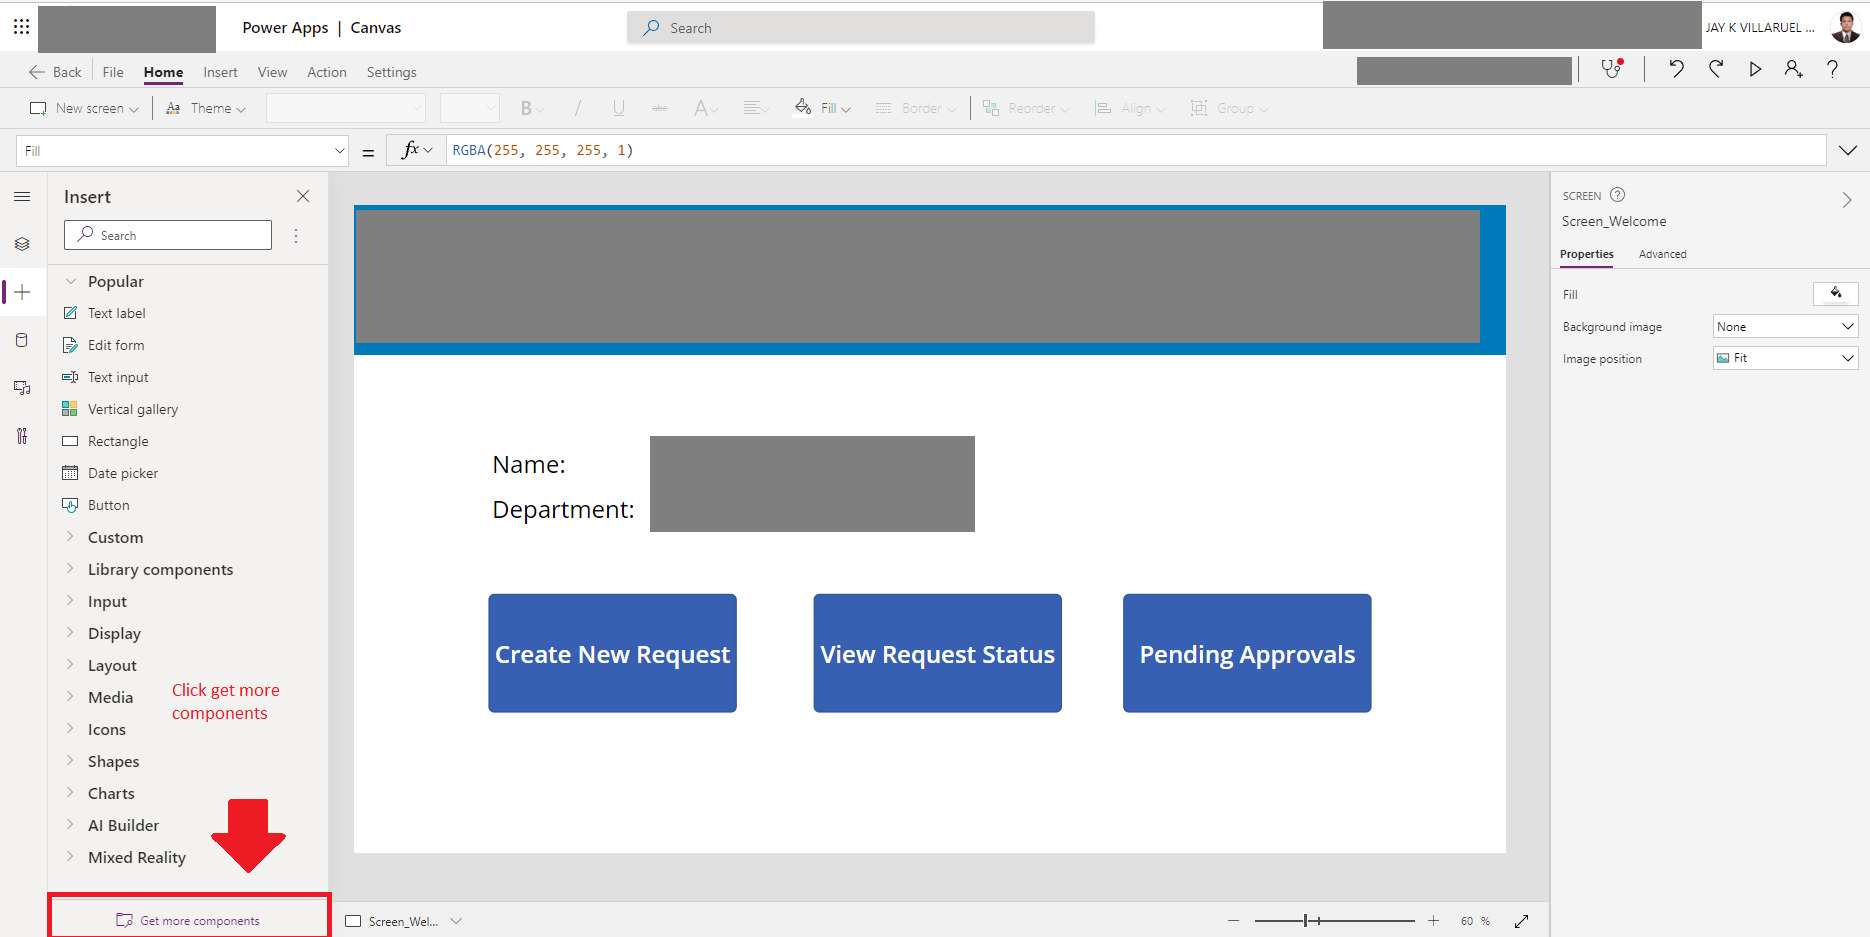 Power Apps | Canvas
Search
JAY K VILLARUEL ...
Back
File
Home
Insert
View
Action
Settings
New screen
Aa Theme
B
/
U
abc
A
Fill
Border
Reorder
Align
Group
Fill
=
fx
RGBA(255, 255, 255, 1)
Insert
Search
Popular
Text label
Edit form
Text input
Vertical gallery
Rectangle
Date picker
Button
Custom
Library components
Input
Display
Layout
Media
Icons
Shapes
Charts
AI Builder
Mixed Reality
Click get more
components
Get more components
Name:
Department:
Create New Request
View Request Status
Pending Approvals
Screen_Wel...
60 %
SCREEN
Screen_Welcome
Properties
Advanced
Fill
Background image
None
Image position
Fit